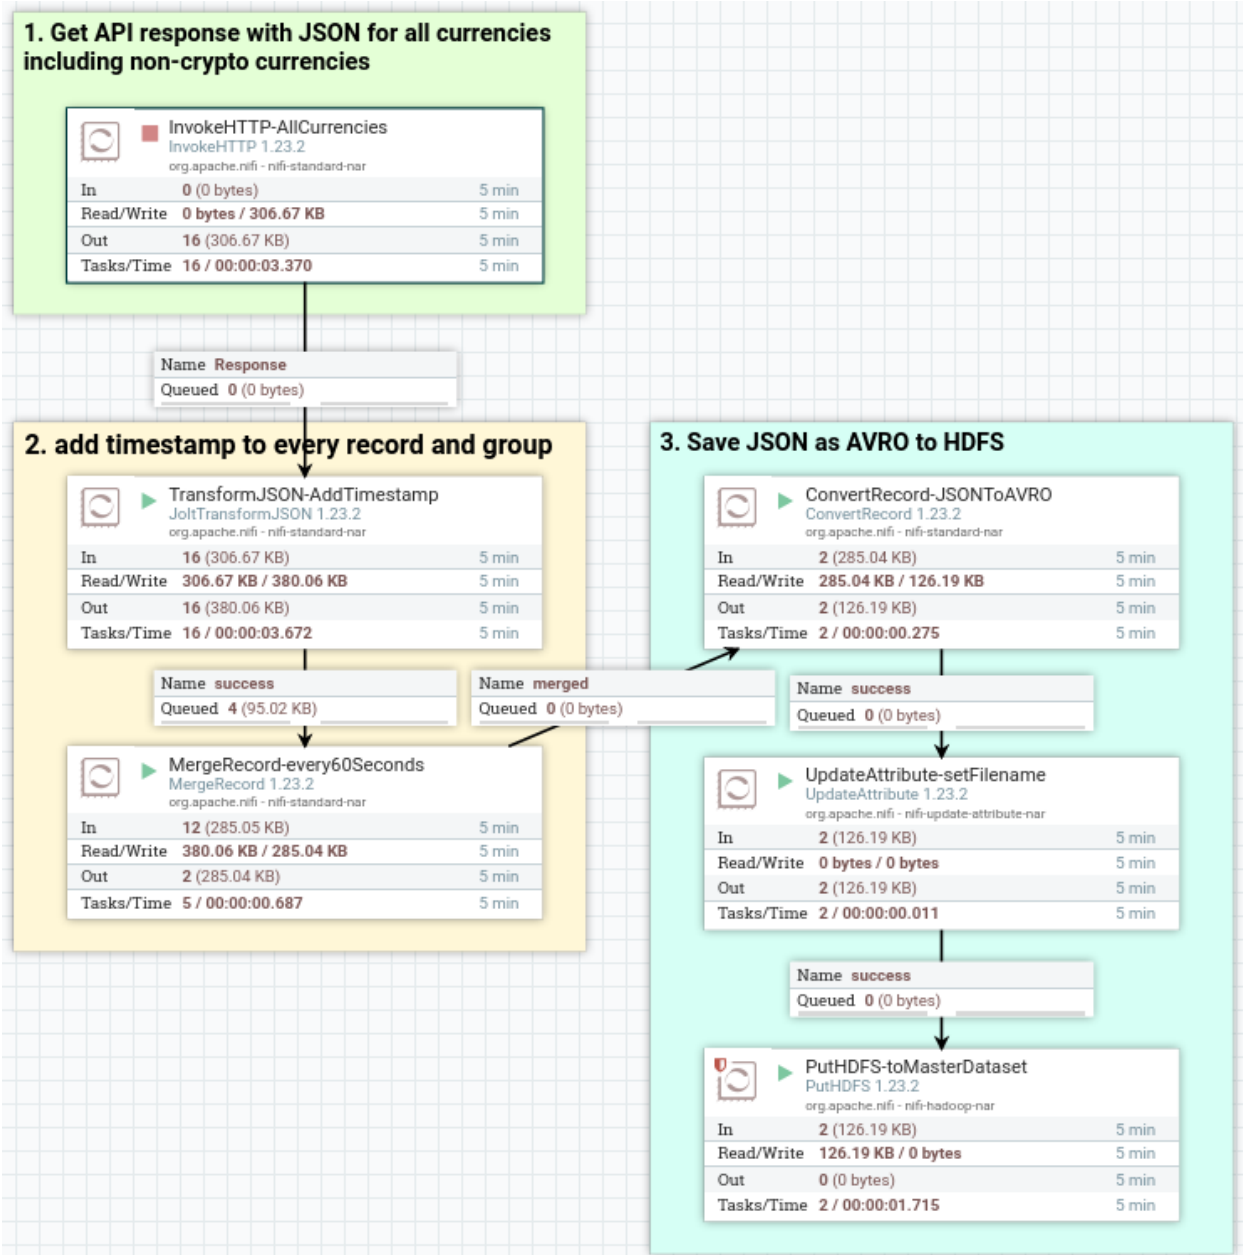 1. Get API response with JSON for all currencies
including non-crypto currencies
InvokeHTTP-AllCurrencies
InvokeHTTP 1.23.2
org.apache.nifi - nifi-standard-nar
In 0 (0 bytes) 5 min
Read/Write 0 bytes / 306.67 KB 5 min
Out 16 (306.67 KB) 5 min
Tasks/Time 16 / 00:00:03.370 5 min
Name Response
Queued 0 (0 bytes)
2. add timestamp to every record and group
TransformJSON-AddTimestamp
JoltTransformJSON 1.23.2
org.apache.nifi - nifi-standard-nar
In 16 (306.67 KB) 5 min
Read/Write 306.67 KB / 380.06 KB 5 min
Out 16 (380.06 KB) 5 min
Tasks/Time 16 / 00:00:03.672 5 min
Name success
Queued 4 (95.02 KB)
MergeRecord-every60Seconds
MergeRecord 1.23.2
org.apache.nifi - nifi-standard-nar
In 12 (285.05 KB) 5 min
Read/Write 380.06 KB / 285.04 KB 5 min
Out 2 (285.04 KB) 5 min
Tasks/Time 5 / 00:00:00.687 5 min
Name merged
Queued 0 (0 bytes)
3. Save JSON as AVRO to HDFS
ConvertRecord-JSONToAVRO
ConvertRecord 1.23.2
org.apache.nifi - nifi-standard-nar
In 2 (285.04 KB) 5 min
Read/Write 285.04 KB / 126.19 KB 5 min
Out 2 (126.19 KB) 5 min
Tasks/Time 2 / 00:00:00.275 5 min
Name success
Queued 0 (0 bytes)
UpdateAttribute-setFilename
UpdateAttribute 1.23.2
org.apache.nifi - nifi-update-attribute-nar
In 2 (126.19 KB) 5 min
Read/Write 0 bytes / 0 bytes 5 min
Out 2 (126.19 KB) 5 min
Tasks/Time 2 / 00:00:00.011 5 min
Name success
Queued 0 (0 bytes)
PutHDFS-toMasterDataset
PutHDFS 1.23.2
org.apache.nifi - nifi-hadoop-nar
In 2 (126.19 KB) 5 min
Read/Write 126.19 KB / 0 bytes 5 min
Out 0 (0 bytes) 5 min
Tasks/Time 2 / 00:00:01.715 5 min